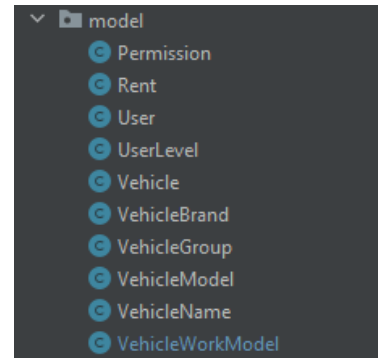 model
C Permission
C Rent
C User
C UserLevel
C Vehicle
C VehicleBrand
C VehicleGroup
C VehicleModel
C VehicleName
C VehicleWorkModel